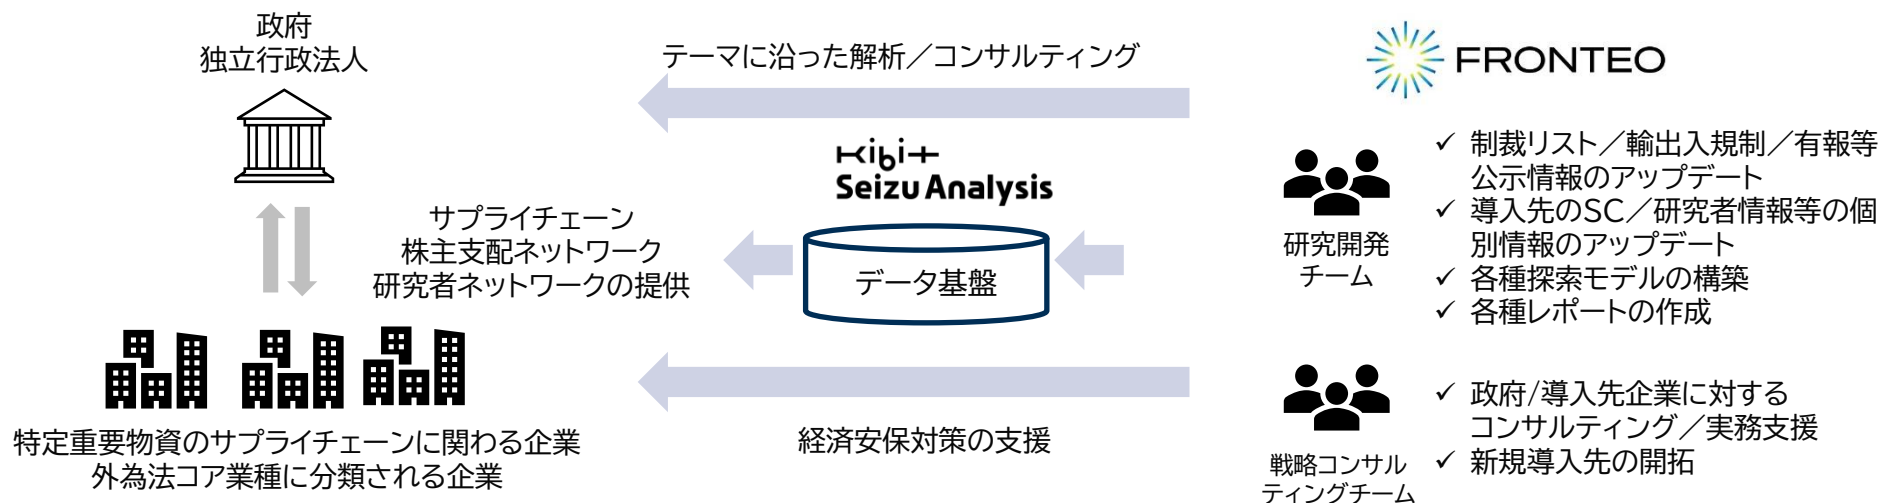 政府
独立行政法人
テーマに沿った解析／コンサルティング
FRONTEO
KibiT
Seizu Analysis
サプライチェーン
株主支配ネットワーク
研究者ネットワークの提供
データ基盤
研究開発
チーム
✓ 制裁リスト／輸出入規制／有報等
公示情報のアップデート
✓ 導入先のSC／研究者情報等の個
別情報のアップデート
✓ 各種探索モデルの構築
✓ 各種レポートの作成
特定重要物資のサプライチェーンに関わる企業
外為法コア業種に分類される企業
経済安保対策の支援
戦略コンサル
ティングチーム
✓ 政府/導入先企業に対する
コンサルティング／実務支援
✓ 新規導入先の開拓